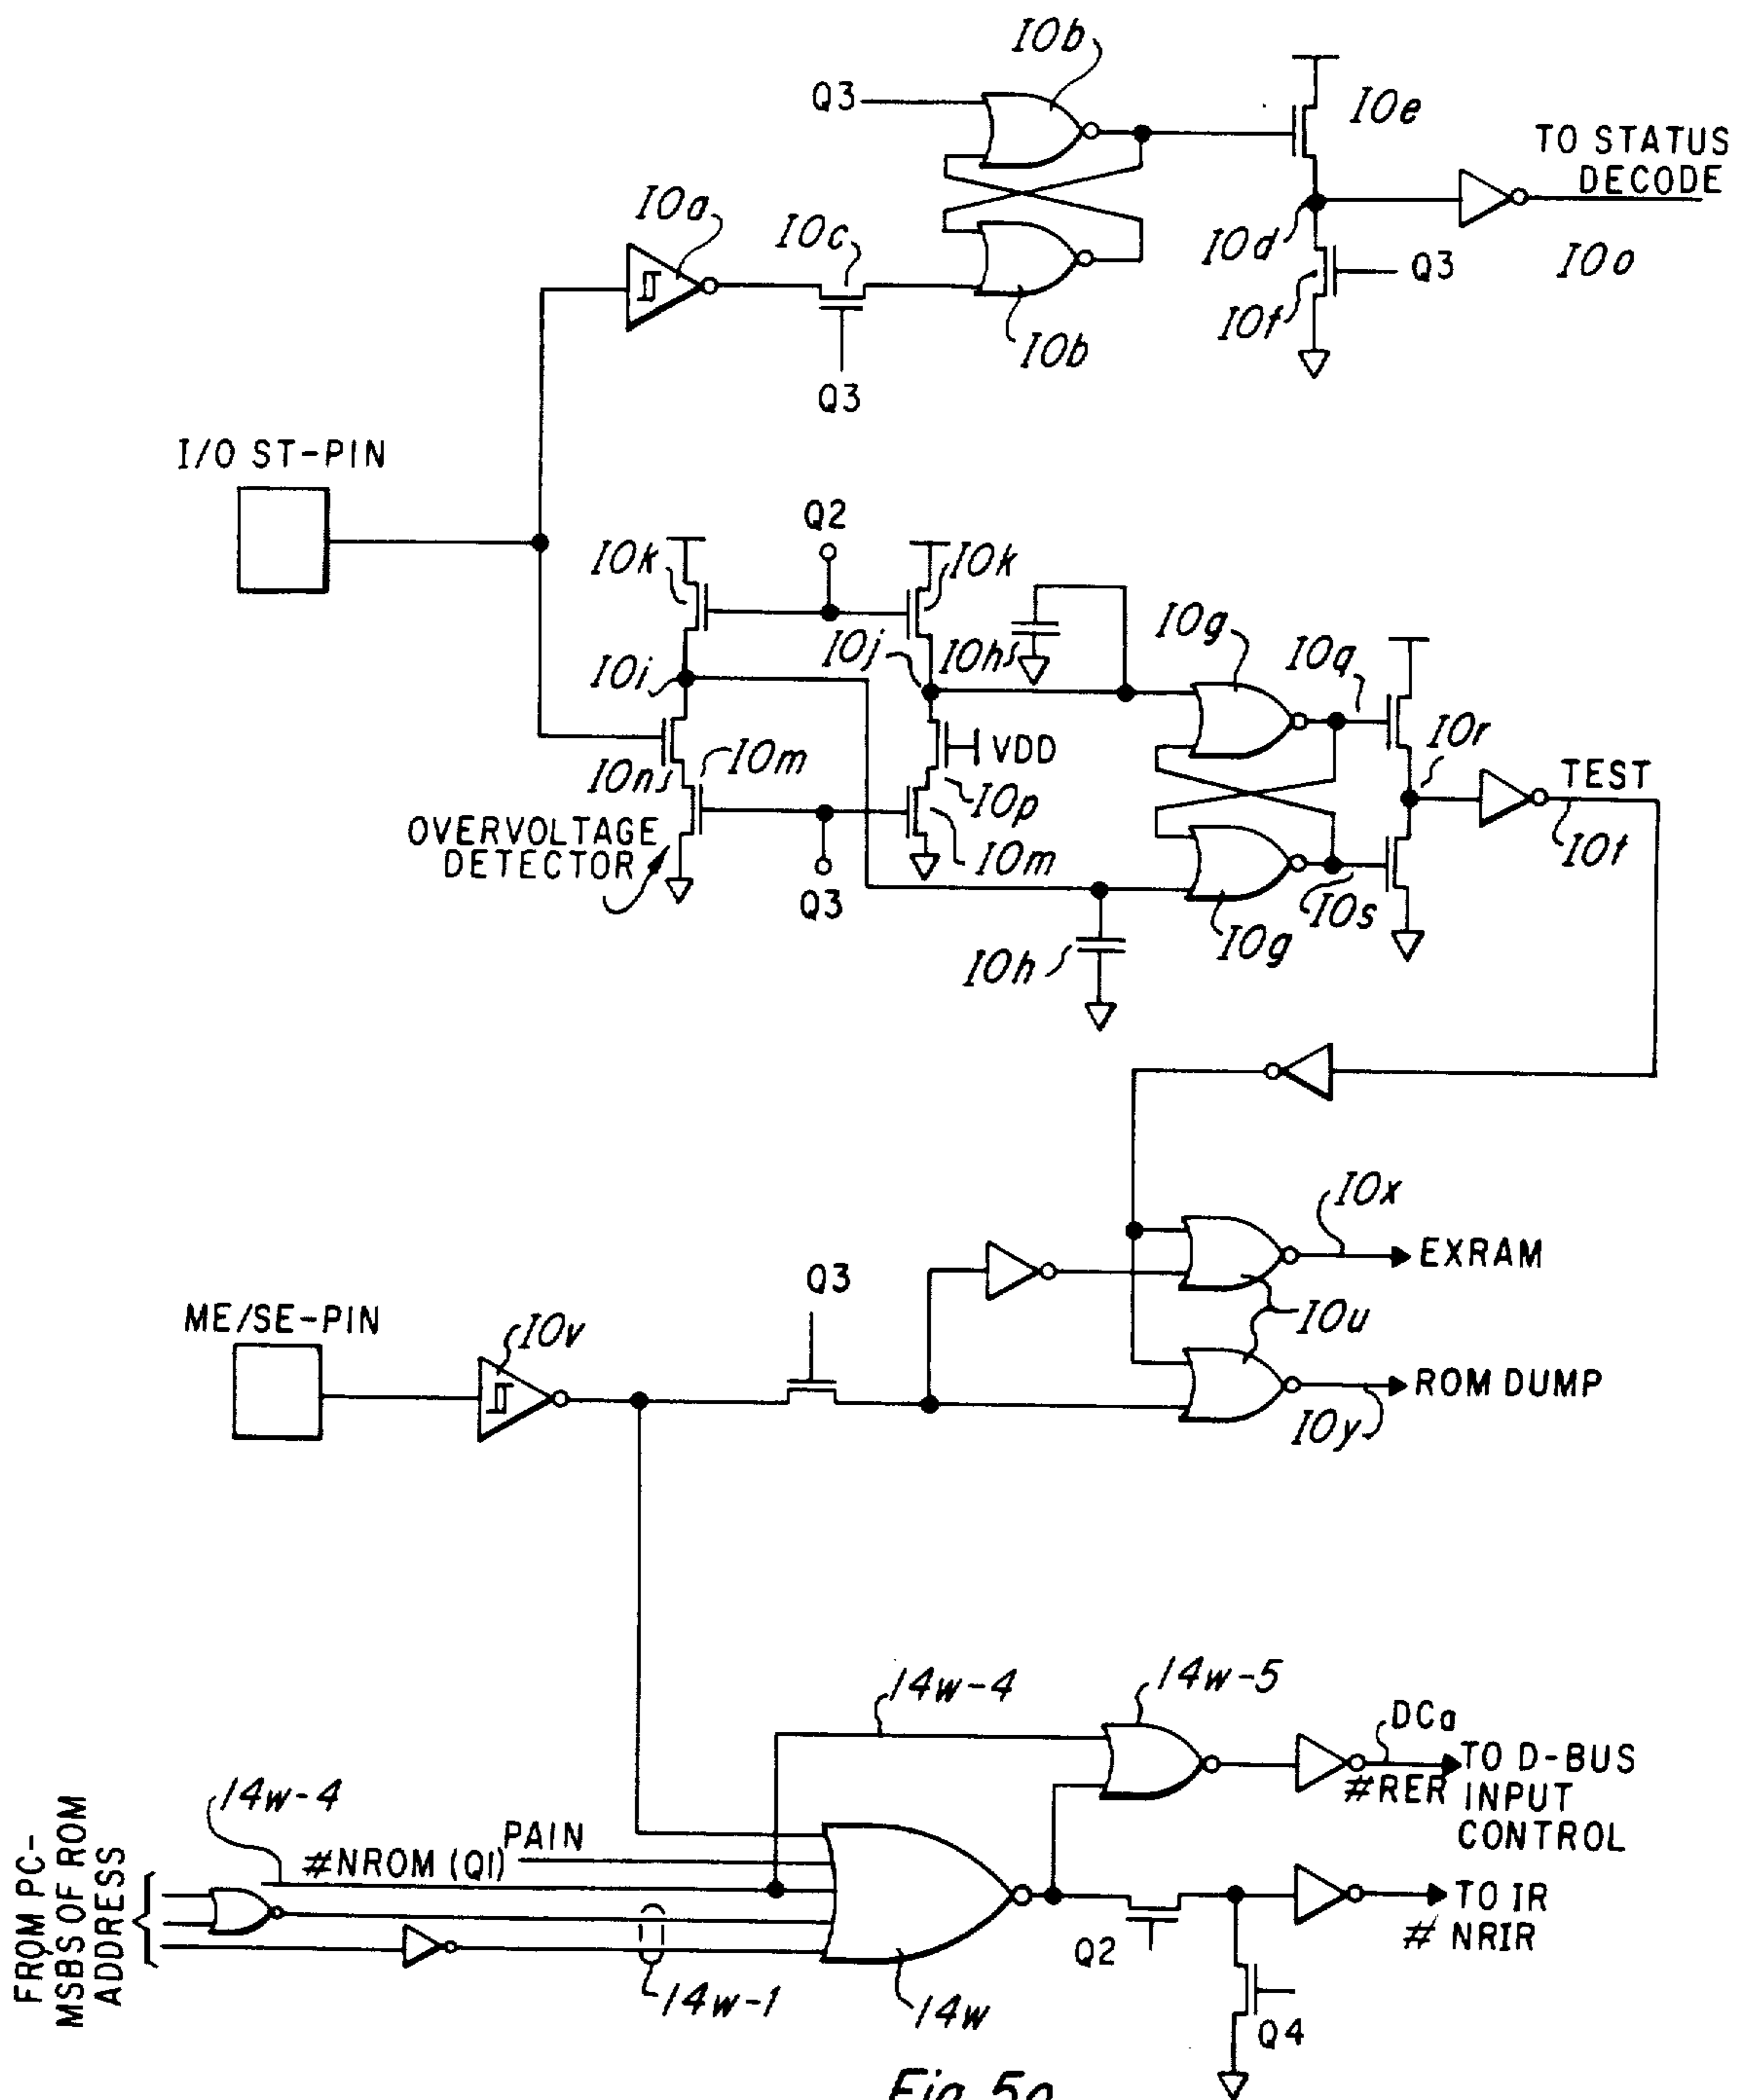 10b
Q3
10e
TO STATUS
DECODE
10a
10c
10d
Q3
10o
10f
10b
Q3
I/O ST-PIN
Q2
10k
10k
10g
10j
10h
10q
10i
10r
VDD
10n
10m
TEST
10p
OVERVOLTAGE
DETECTOR
10m
10t
Q3
10s
10g
10h
10x
EXRAM
Q3
ME/SE-PIN
10v
10u
ROM DUMP
10y
14w-4
14w-5
DCa
TO D-BUS
INPUT
CONTROL
#RER
14w-4
PAIN
#NROM (Q1)
FROM PC-
MSBS OF ROM
ADDRESS
TO IR
# NRIR
Q2
14w-1
14w
Q4
Fig. 5a